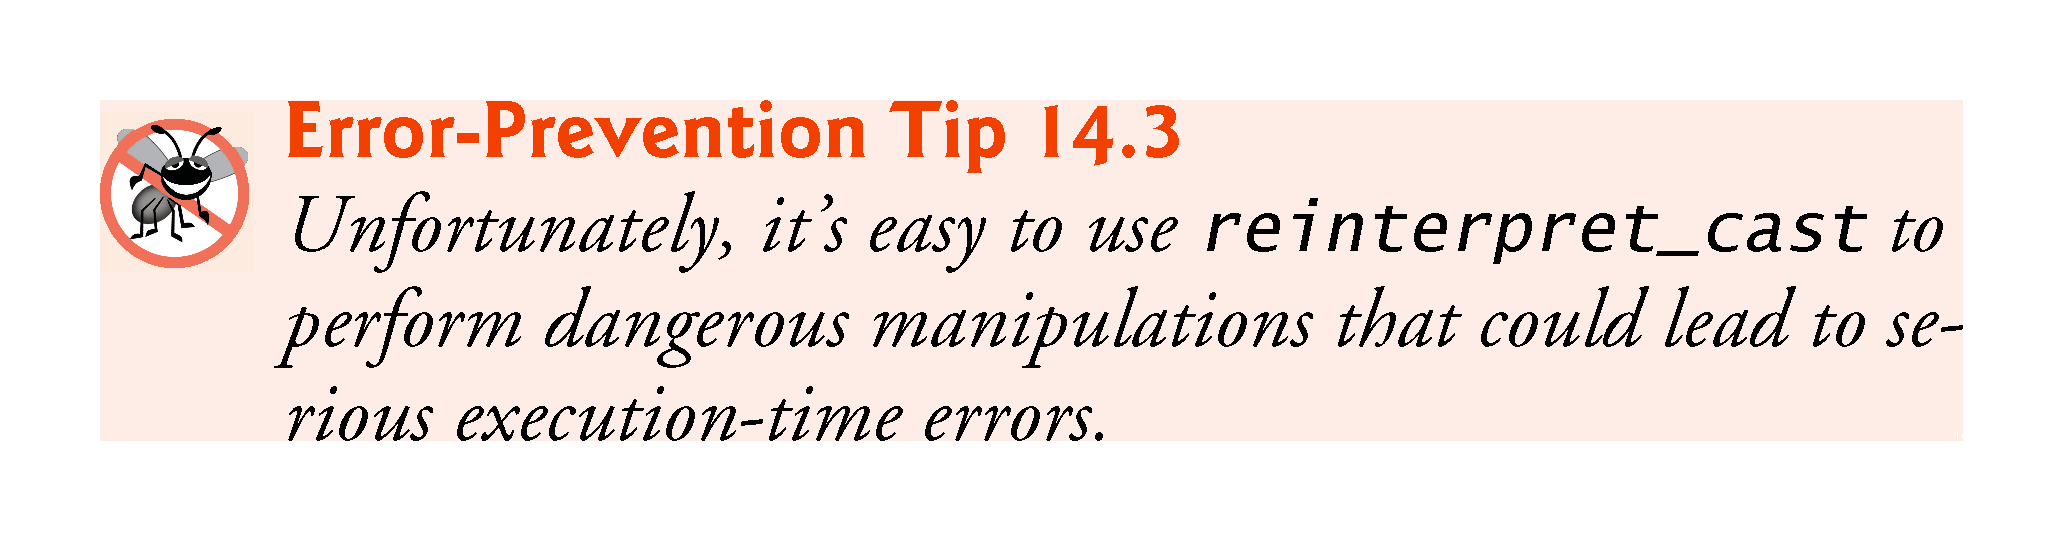 Error-Prevention Tip 14.3
Unfortunately, it’s easy to use reinterpret_cast to
perform dangerous manipulations that could lead to se-
rious execution-time errors.